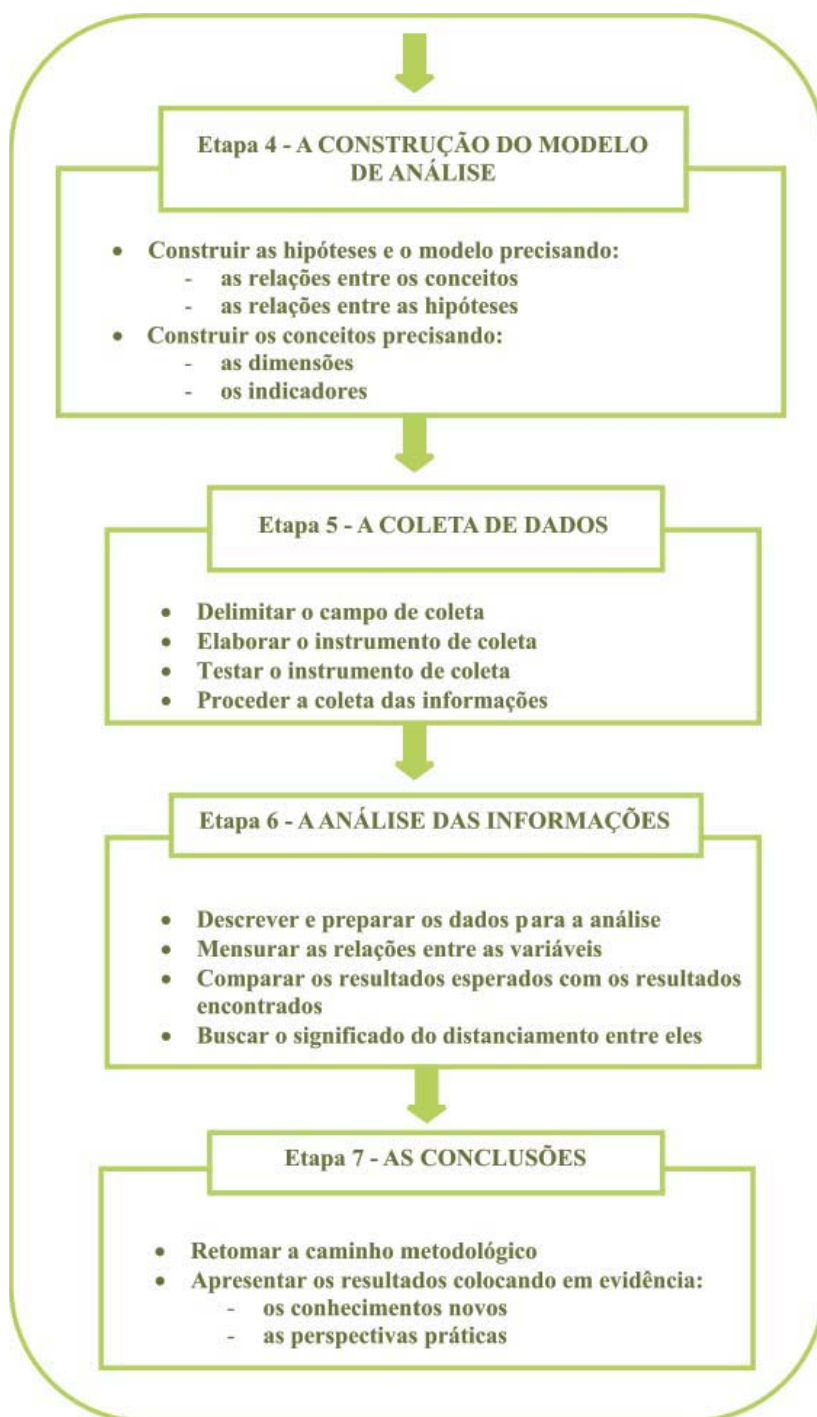 Etapa 4 - A CONSTRUÇÃO DO MODELO
DE ANÁLISE
• Construir as hipóteses e o modelo precisando:
- as relações entre os conceitos
- as relações entre as hipóteses
• Construir os conceitos precisando:
- as dimensões
- os indicadores
Etapa 5 - A COLETA DE DADOS
• Delimitar o campo de coleta
• Elaborar o instrumento de coleta
• Testar o instrumento de coleta
• Proceder a coleta das informações
Etapa 6 - A ANÁLISE DAS INFORMAÇÕES
• Descrever e preparar os dados para a análise
• Mensurar as relações entre as variáveis
• Comparar os resultados esperados com os resultados
encontrados
• Buscar o significado do distanciamento entre eles
Etapa 7 - AS CONCLUSÕES
• Retomar a caminho metodológico
• Apresentar os resultados colocando em evidência:
- os conhecimentos novos
- as perspectivas práticas